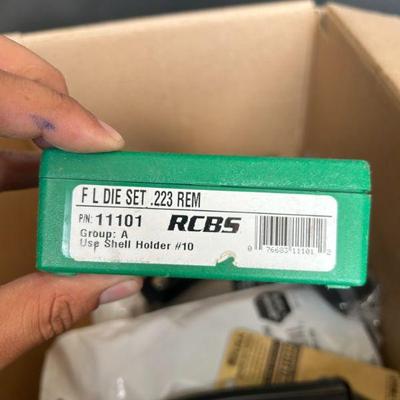 F L DIE SET .223 REM
P/N: 11101 RCBS
Group: A
Use Shell Holder #10
0 76683 11101 2